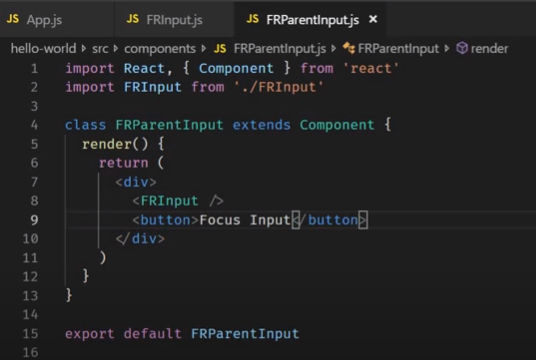 JS App.js JS FRInput.js JS FRParentInput.js ×
hello-world > src > components > JS FRParentInput.js > FRParentInput > render
1 import React, { Component } from 'react'
2 import FRInput from './FRInput'
3
4 class FRParentInput extends Component {
5 render() {
6 return (
7 <div>
8 <FRInput />
9 <button>Focus Input</button>
10 </div>
11 )
12 }
13 }
14
15 export default FRParentInput
16